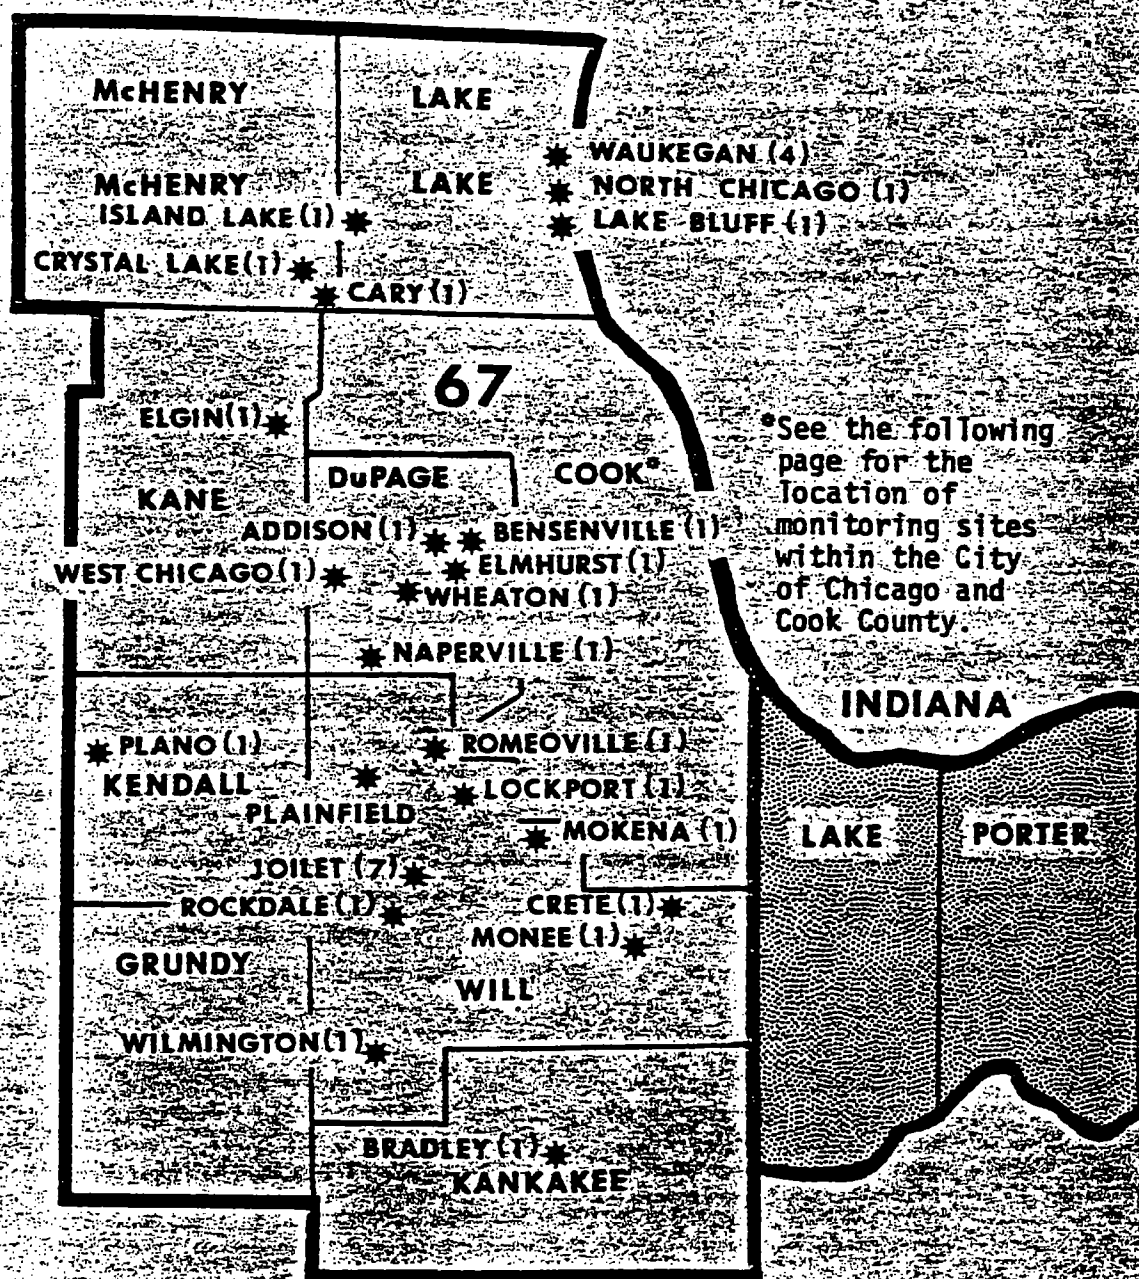 McHENRY
LAKE
WAUKEGAN (4)
McHENRY
LAKE
NORTH CHICAGO (1)
ISLAND LAKE (1)
LAKE BLUFF (1)
CRYSTAL LAKE (1)
CARY (1)
67
ELGIN (1)
*See the following
page for the
location of
monitoring sites
within the City
of Chicago and
Cook County.
DuPAGE
COOK*
KANE
ADDISON (1)
BENSENVILLE (1)
WEST CHICAGO (1)
ELMHURST (1)
WHEATON (1)
NAPERVILLE (1)
INDIANA
PLANO (1)
ROMEOVILLE (1)
KENDALL
LOCKPORT (1)
PLAINFIELD
MOKENA (1)
LAKE
PORTER
JOILET (7)
ROCKDALE (1)
CRETE (1)
MONEE (1)
GRUNDY
WILL
WILMINGTON (1)
BRADLEY (1)
KANKAKEE